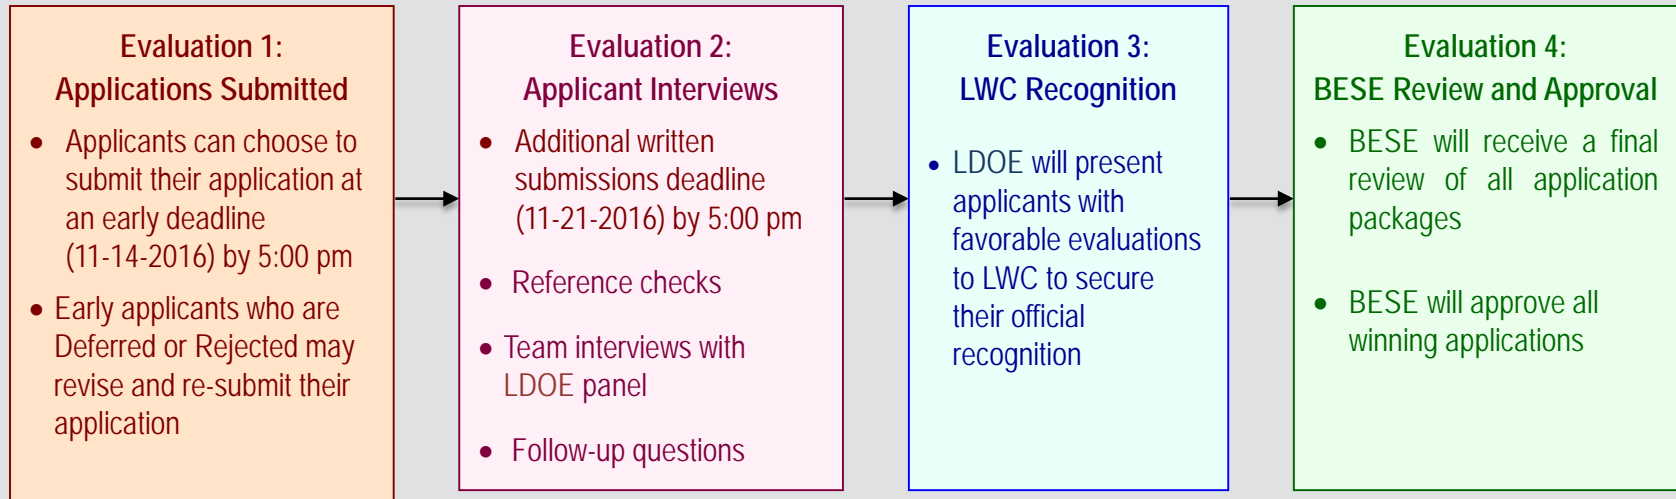 Evaluation 1:
Applications Submitted
• Applicants can choose to
submit their application at
an early deadline
(11-14-2016) by 5:00 pm
• Early applicants who are
Deferred or Rejected may
revise and re-submit their
application
Evaluation 2:
Applicant Interviews
• Additional written
submissions deadline
(11-21-2016) by 5:00 pm
• Reference checks
• Team interviews with
LDOE panel
• Follow-up questions
Evaluation 3:
LWC Recognition
• LDOE will present
applicants with
favorable evaluations
to LWC to secure
their official
recognition
Evaluation 4:
BESE Review and Approval
• BESE will receive a final
review of all application
packages
• BESE will approve all
winning applications